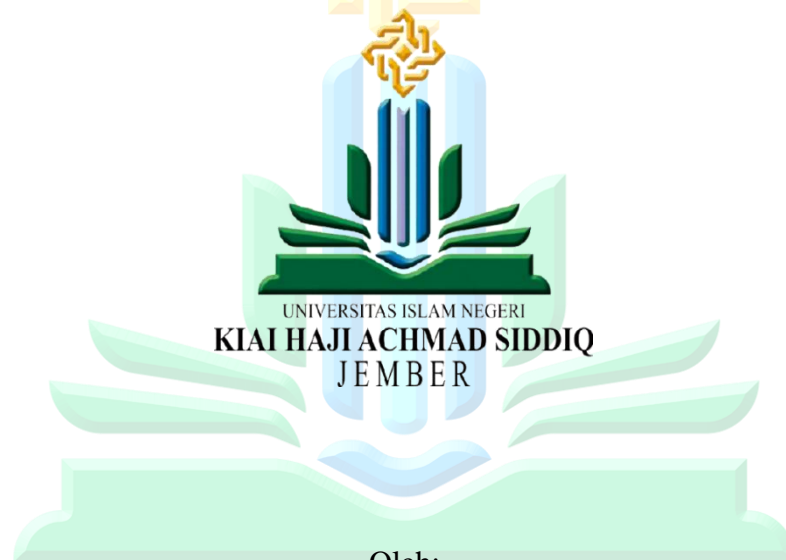 UNIVERSITAS ISLAM NEGERI
KIAI HAJI ACHMAD SIDDIQ
JEMBER
Oleh: